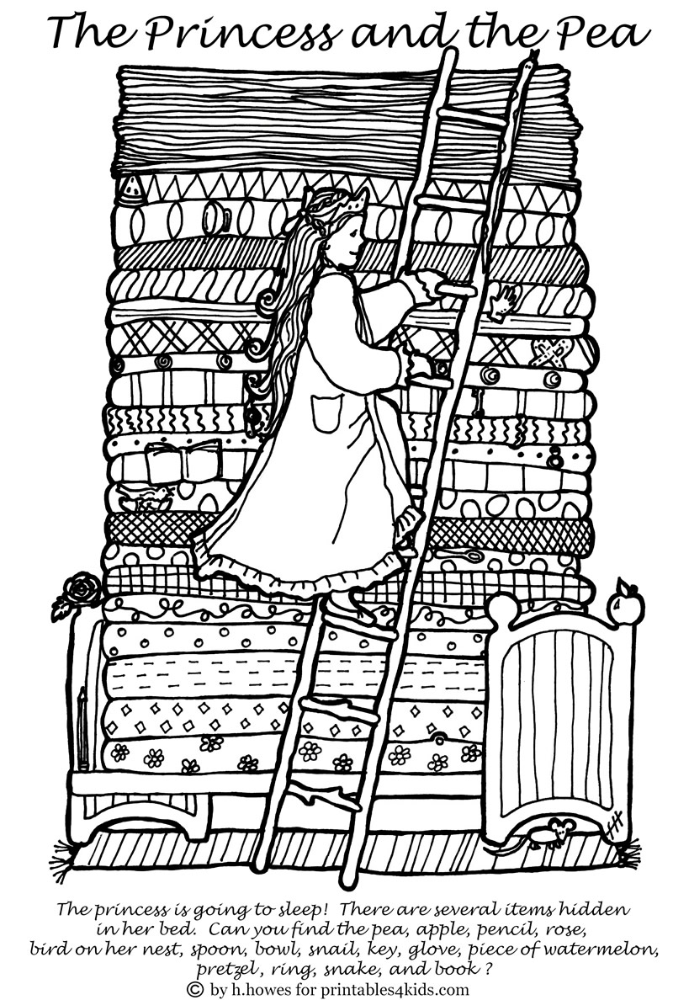 The Princess and the Pea
HH
The princess is going to sleep! There are several items hidden
in her bed. Can you find the pea, apple, pencil, rose,
bird on her nest, spoon, bowl, snail, key, glove, piece of watermelon,
pretzel, ring, snake, and book ?
© by h.howes for printables4kids.com